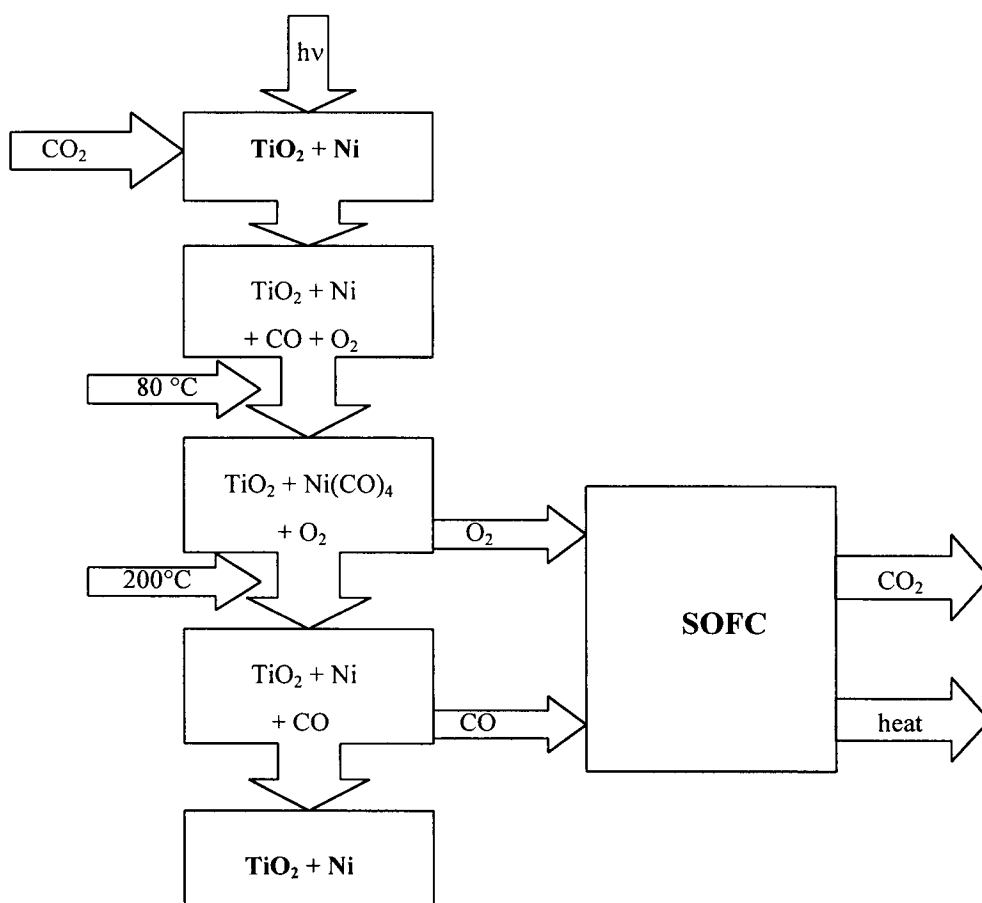 hν
CO₂
TiO₂ + Ni
TiO₂ + Ni
+ CO + O₂
80 °C
TiO₂ + Ni(CO)₄
+ O₂
O₂
200°C
SOFC
CO₂
TiO₂ + Ni
+ CO
CO
heat
TiO₂ + Ni